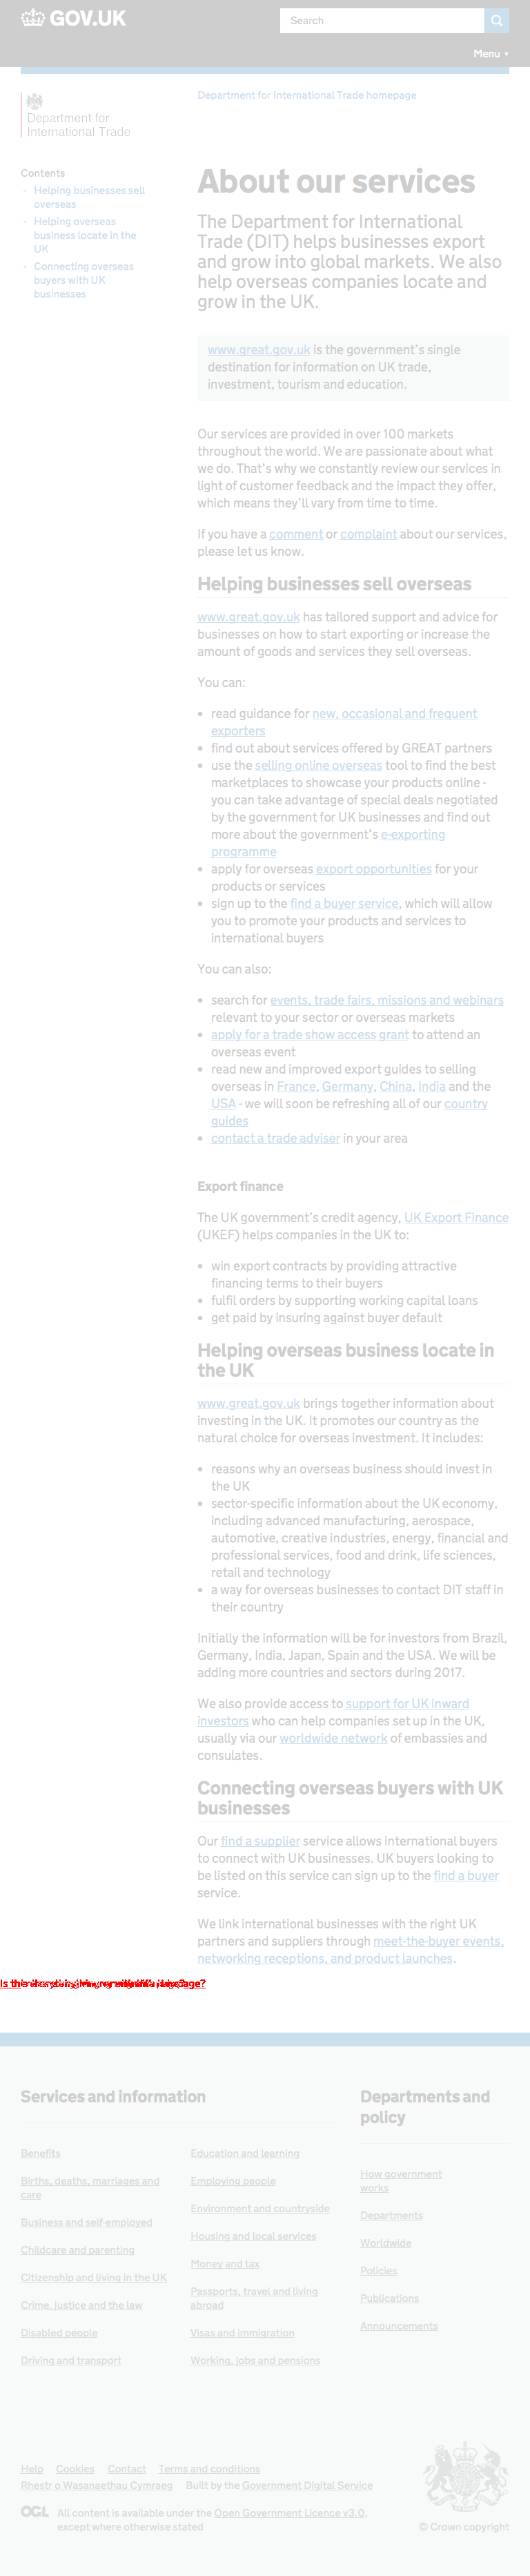 GOV.UK
Search
Menu
Department for International Trade homepage
Department for
International Trade
Contents
- Helping businesses sell
overseas
- Helping overseas
business locate in the
UK
- Connecting overseas
buyers with UK
businesses
About our services
The Department for International
Trade (DIT) helps businesses export
and grow into global markets. We also
help overseas companies locate and
grow in the UK.
www.great.gov.uk is the government's single
destination for information on UK trade,
investment, tourism and education.
Our services are provided in over 100 markets
throughout the world. We are passionate about what
we do. That's why we constantly review our services in
light of customer feedback and the impact they offer,
which means they'll vary from time to time.
If you have a comment or complaint about our services,
please let us know.
Helping businesses sell overseas
www.great.gov.uk has tailored support and advice for
businesses on how to start exporting or increase the
amount of goods and services they sell overseas.
You can:
• read guidance for new, occasional and frequent
exporters
• find out about services offered by GREAT partners
• use the selling online overseas tool to find the best
marketplaces to showcase your products online -
you can take advantage of special deals negotiated
by the government for UK businesses and find out
more about the government's e-exporting
programme
• apply for overseas export opportunities for your
products or services
• sign up to the find a buyer service, which will allow
you to promote your products and services to
international buyers
You can also:
• search for events, trade fairs, missions and webinars
relevant to your sector or overseas markets
• apply for a trade show access grant to attend an
overseas event
• read new and improved export guides to selling
overseas in France, Germany, China, India and the
USA - we will soon be refreshing all of our country
guides
• contact a trade adviser in your area
Export finance
The UK government's credit agency, UK Export Finance
(UKEF) helps companies in the UK to:
• win export contracts by providing attractive
financing terms to their buyers
• fulfil orders by supporting working capital loans
• get paid by insuring against buyer default
Helping overseas business locate in
the UK
www.great.gov.uk brings together information about
investing in the UK. It promotes our country as the
natural choice for overseas investment. It includes:
• reasons why an overseas business should invest in
the UK
• sector-specific information about the UK economy,
including advanced manufacturing, aerospace,
automotive, creative industries, energy, financial and
professional services, food and drink, life sciences,
retail and technology
• a way for overseas businesses to contact DIT staff in
their country
Initially the information will be for investors from Brazil,
Germany, India, Japan, Spain and the USA. We will be
adding more countries and sectors during 2017.
We also provide access to support for UK inward
investors who can help companies set up in the UK,
usually via our worldwide network of embassies and
consulates.
Connecting overseas buyers with UK
businesses
Our find a supplier service allows international buyers
to connect with UK businesses. UK buyers looking to
be listed on this service can sign up to the find a buyer
service.
We link international businesses with the right UK
partners and suppliers through meet-the-buyer events,
networking receptions, and product launches.
Services and information
Benefits
Births, deaths, marriages and
care
Business and self-employed
Childcare and parenting
Citizenship and living in the UK
Crime, justice and the law
Disabled people
Driving and transport
Education and learning
Employing people
Environment and countryside
Housing and local services
Money and tax
Passports, travel and living
abroad
Visas and immigration
Working, jobs and pensions
Departments and
policy
How government
works
Departments
Worldwide
Policies
Publications
Announcements
Help Cookies Contact Terms and conditions
Rhestr o Wasanaethau Cymraeg Built by the Government Digital Service
OGL All content is available under the Open Government Licence v3.0,
except where otherwise stated
© Crown copyright